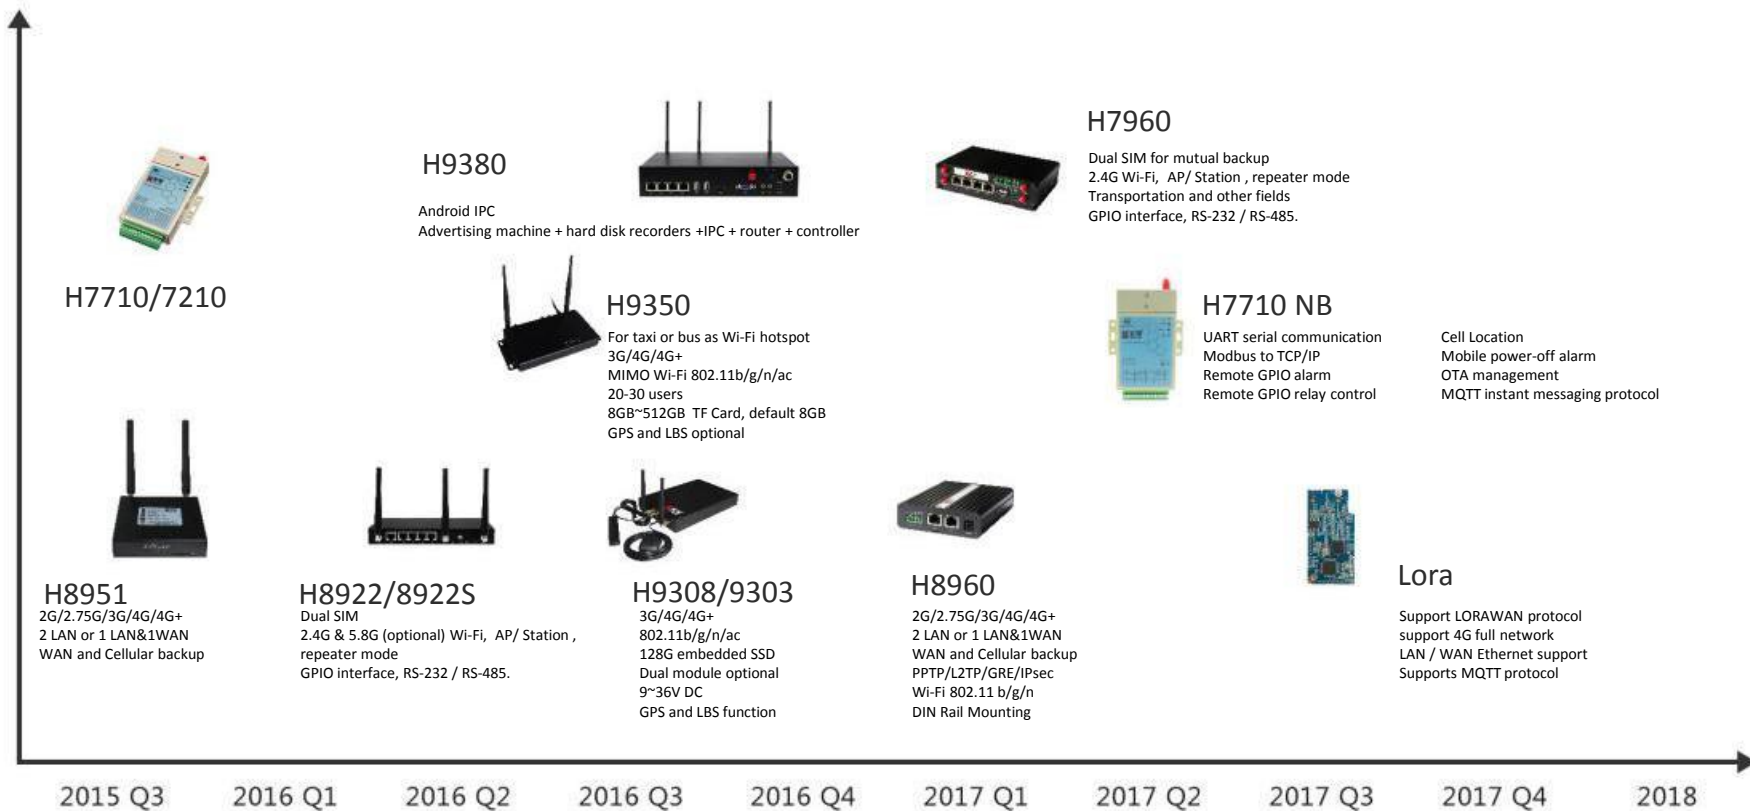 H7710/7210
H9380
Android IPC
Advertising machine + hard disk recorders +IPC + router + controller
H7960
Dual SIM for mutual backup
2.4G Wi-Fi, AP/ Station , repeater mode
Transportation and other fields
GPIO interface, RS-232 / RS-485.
H9350
For taxi or bus as Wi-Fi hotspot
3G/4G/4G+
MIMO Wi-Fi 802.11b/g/n/ac
20-30 users
8GB~512GB TF Card, default 8GB
GPS and LBS optional
H7710 NB
UART serial communication
Modbus to TCP/IP
Remote GPIO alarm
Remote GPIO relay control
Cell Location
Mobile power-off alarm
OTA management
MQTT instant messaging protocol
H8951
2G/2.75G/3G/4G/4G+
2 LAN or 1 LAN&1WAN
WAN and Cellular backup
H8922/8922S
Dual SIM
2.4G & 5.8G (optional) Wi-Fi, AP/ Station ,
repeater mode
GPIO interface, RS-232 / RS-485.
H9308/9303
3G/4G/4G+
802.11b/g/n/ac
128G embedded SSD
Dual module optional
9~36V DC
GPS and LBS function
H8960
2G/2.75G/3G/4G/4G+
2 LAN or 1 LAN&1WAN
WAN and Cellular backup
PPTP/L2TP/GRE/IPsec
Wi-Fi 802.11 b/g/n
DIN Rail Mounting
Lora
Support LORAWAN protocol
support 4G full network
LAN / WAN Ethernet support
Supports MQTT protocol
2015 Q3 2016 Q1 2016 Q2 2016 Q3 2016 Q4 2017 Q1 2017 Q2 2017 Q3 2017 Q4 2018